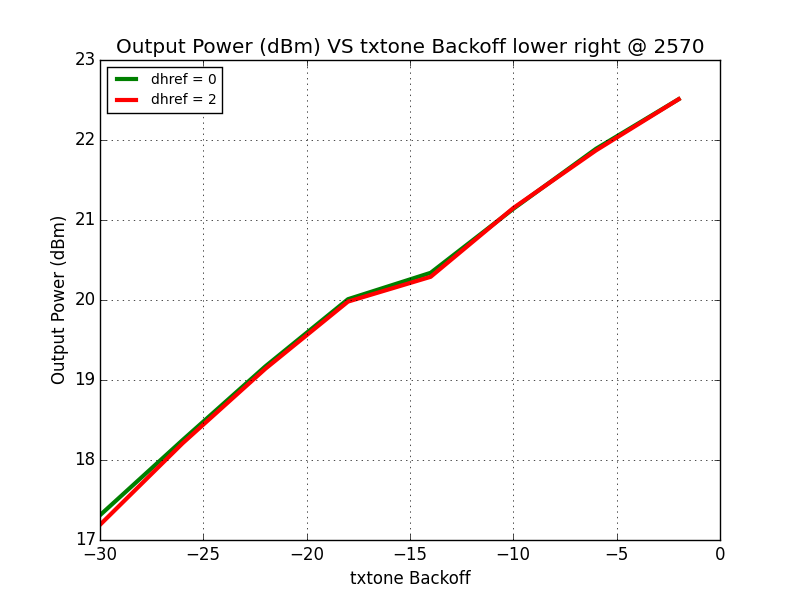 Output Power (dBm) VS txtone Backoff lower right @ 2570
dhref = 0
dhref = 2
23
22
21
20
19
18
17
Output Power (dBm)
−30 −25 −20 −15 −10 −5 0
txtone Backoff